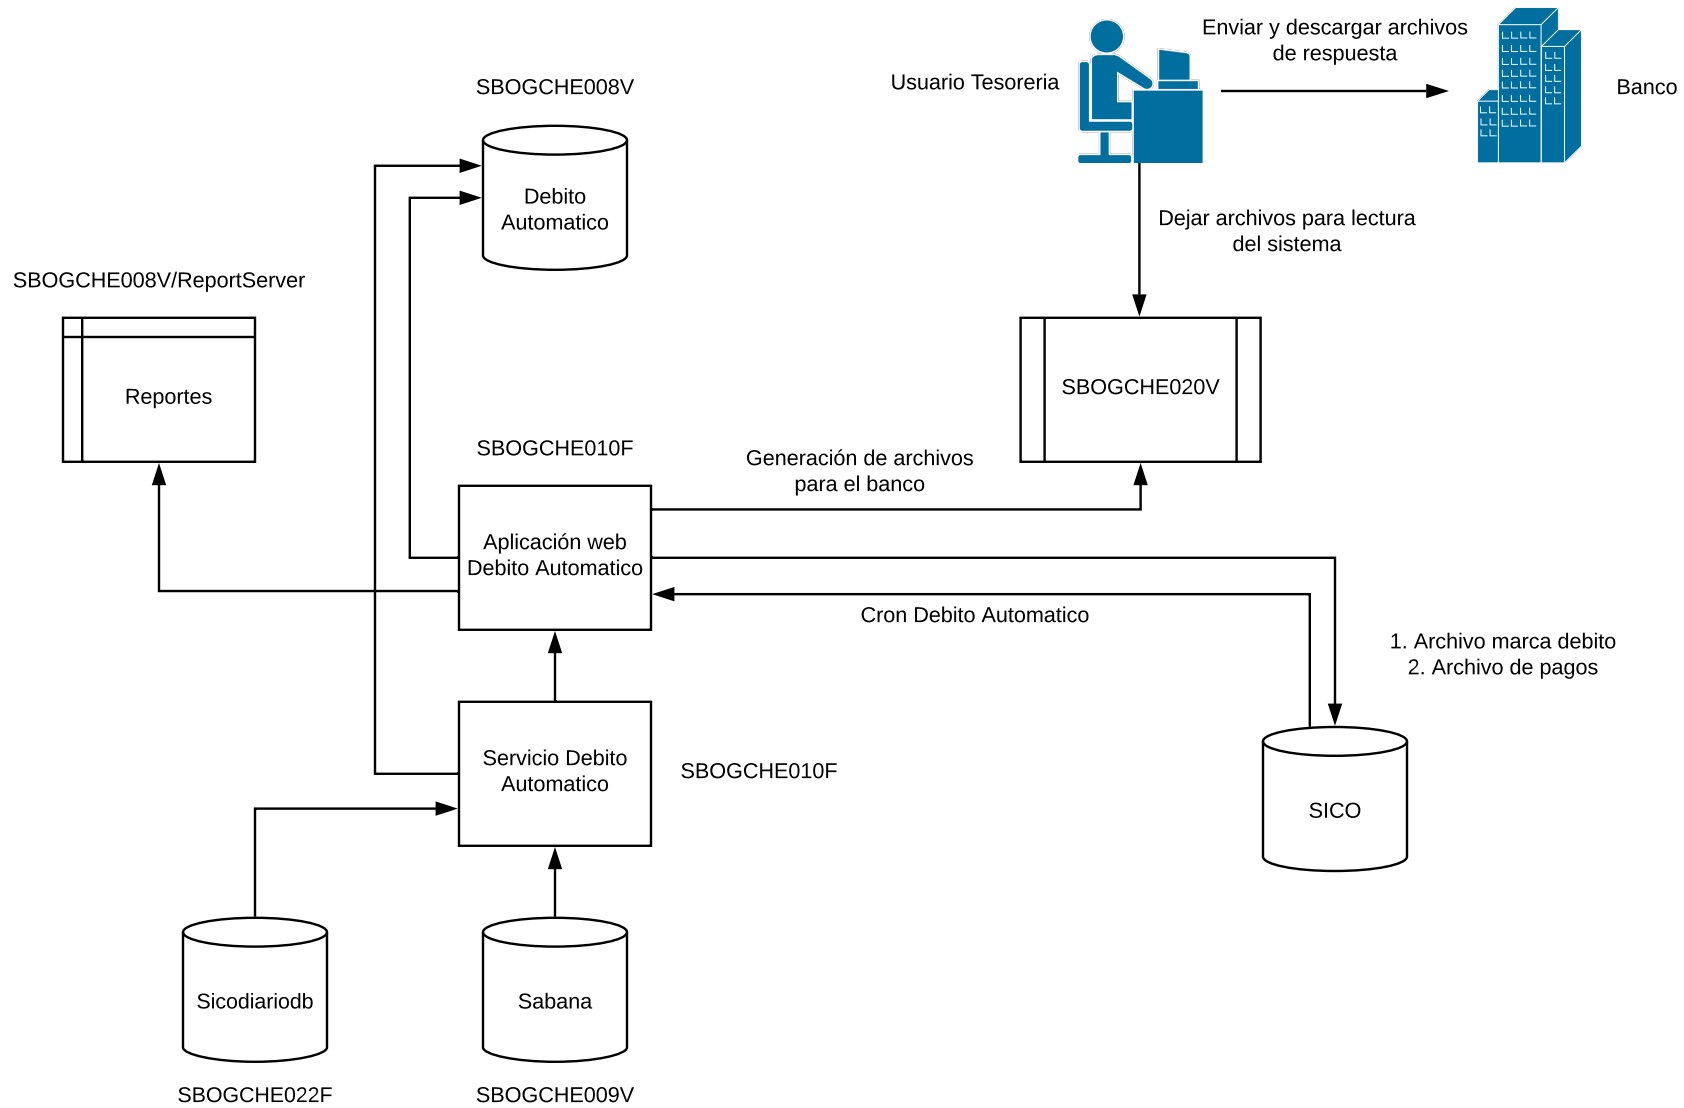 Enviar y descargar archivos
de respuesta
Usuario Tesoreria
Banco
SBOGCHE008V
Debito
Automatico
Dejar archivos para lectura
del sistema
SBOGCHE008V/ReportServer
Reportes
SBOGCHE020V
SBOGCHE010F
Generación de archivos
para el banco
Aplicación web
Debito Automatico
Cron Debito Automatico
1. Archivo marca debito
2. Archivo de pagos
Servicio Debito
Automatico
SBOGCHE010F
SICO
Sicodiariodb
Sabana
SBOGCHE022F
SBOGCHE009V